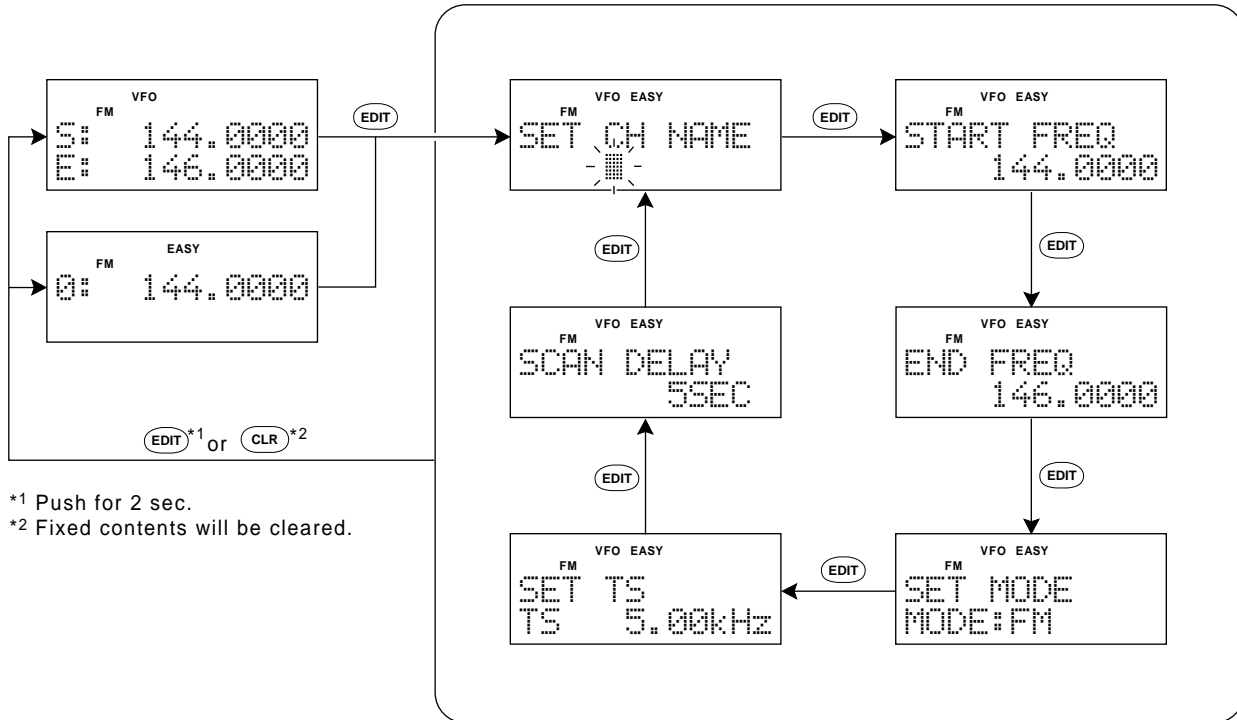 VFO
FM
S: 144.0000
E: 146.0000
EDIT
EASY
FM
0: 144.0000
EDIT*1 or CLR*2
*1 Push for 2 sec.
*2 Fixed contents will be cleared.
VFO EASY
FM
SET CH NAME
EDIT
VFO EASY
FM
START FREQ
144.0000
EDIT
VFO EASY
FM
END FREQ
146.0000
EDIT
VFO EASY
FM
SET MODE
MODE:FM
EDIT
VFO EASY
FM
SET TS
TS 5.00kHz
EDIT
VFO EASY
FM
SCAN DELAY
5SEC
EDIT